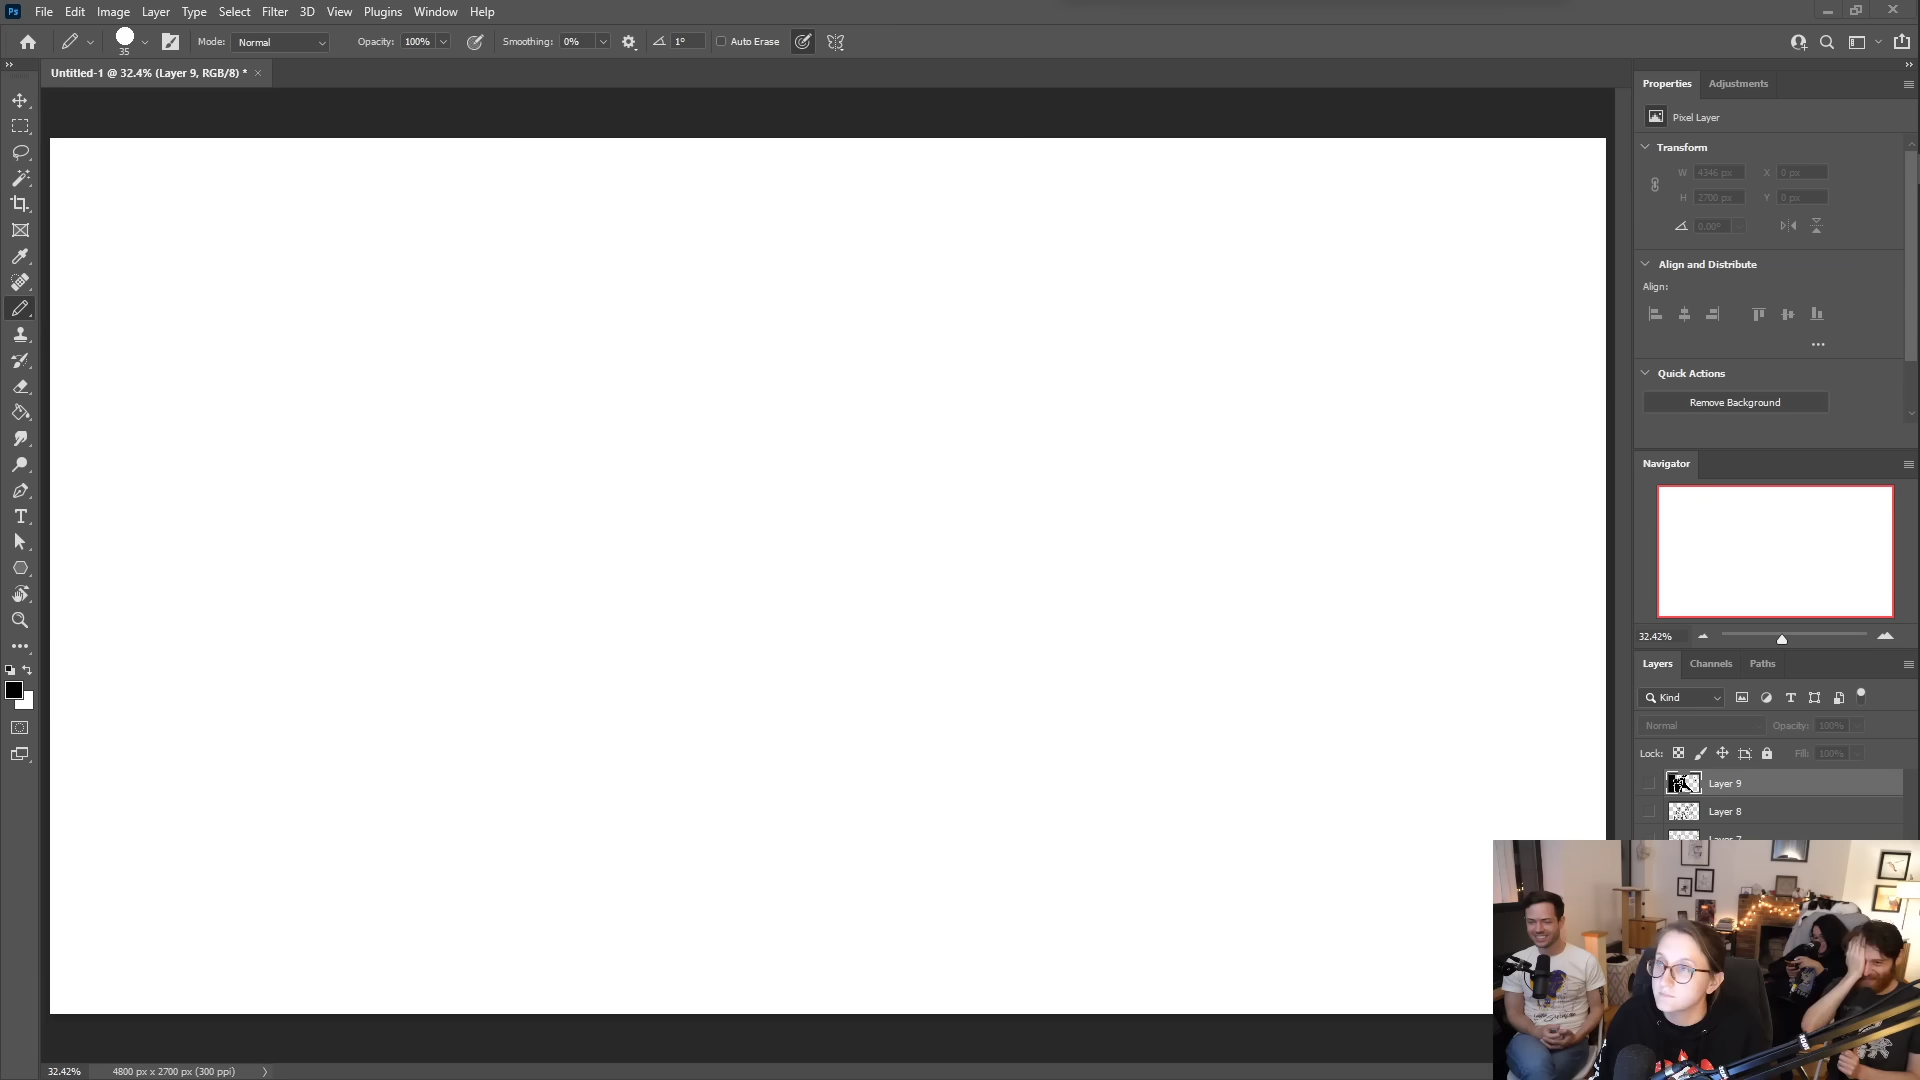 Ps File Edit Image Layer Type Select Filter 3D View Plugins Window Help
35 Mode: Normal Opacity: 100% Smoothing: 0% 1° Auto Erase
Untitled-1 @ 32.4% (Layer 9, RGB/8) *
Properties Adjustments
Pixel Layer
Transform
W 4346 px X 0 px
H 2700 px Y 0 px
0.00°
Align and Distribute
Align:
Quick Actions
Remove Background
Navigator
32.42%
Layers Channels Paths
Kind
Normal Opacity: 100%
Lock: Fill: 100%
Layer 9
Layer 8
Layer 7
32.42% 4800 px x 2700 px (300 ppi)